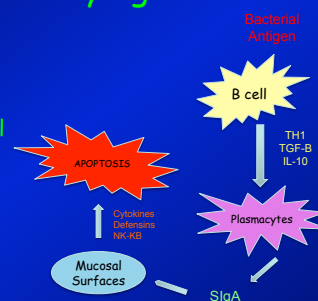 Bacterial
Antigen
B cell
TH1
TGF-B
IL-10
APOPTOSIS
Cytokines
Defensins
NK-KB
Plasmacytes
Mucosal
Surfaces
SIgA